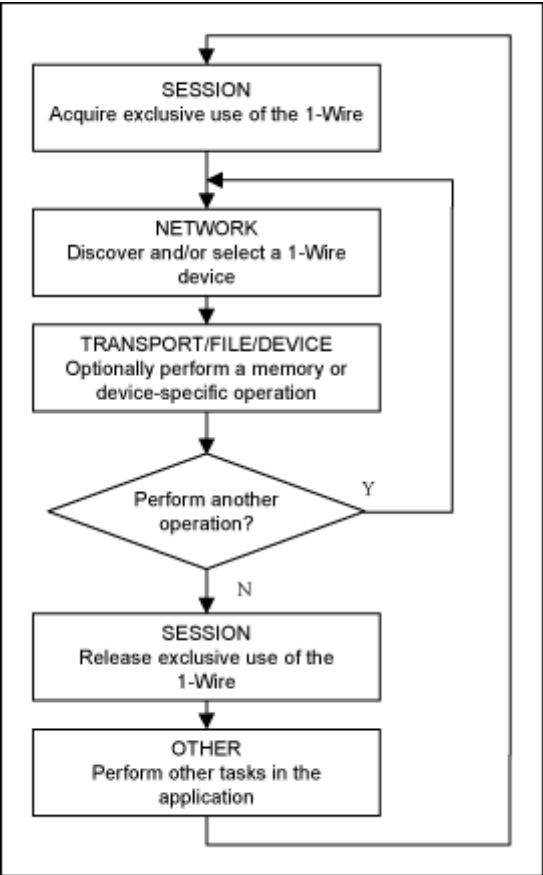 SESSION
Acquire exclusive use of the 1-Wire
NETWORK
Discover and/or select a 1-Wire
device
TRANSPORT/FILE/DEVICE
Optionally perform a memory or
device-specific operation
Perform another
operation?
Y
N
SESSION
Release exclusive use of the
1-Wire
OTHER
Perform other tasks in the
application